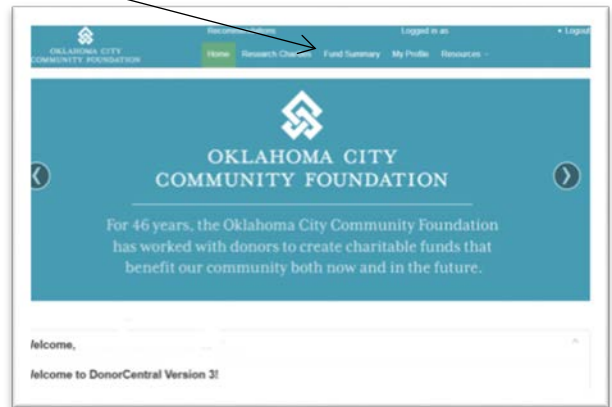 Logged in as • Logout
OKLAHOMA CITY
COMMUNITY FOUNDATION
Home Research Charities Fund Summary My Profile Resources
OKLAHOMA CITY
COMMUNITY FOUNDATION
For 46 years, the Oklahoma City Community Foundation
has worked with donors to create charitable funds that
benefit our community both now and in the future.
elcome,
elcome to DonorCentral Version 3!